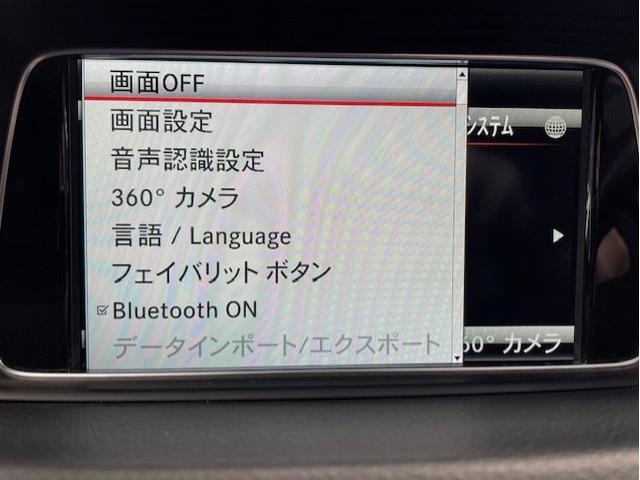 画面OFF
画面設定
音声認識設定
360° カメラ
言語 / Language
フェイバリット ボタン
Bluetooth ON
データインポート/エクスポート
システム
60° カメラ